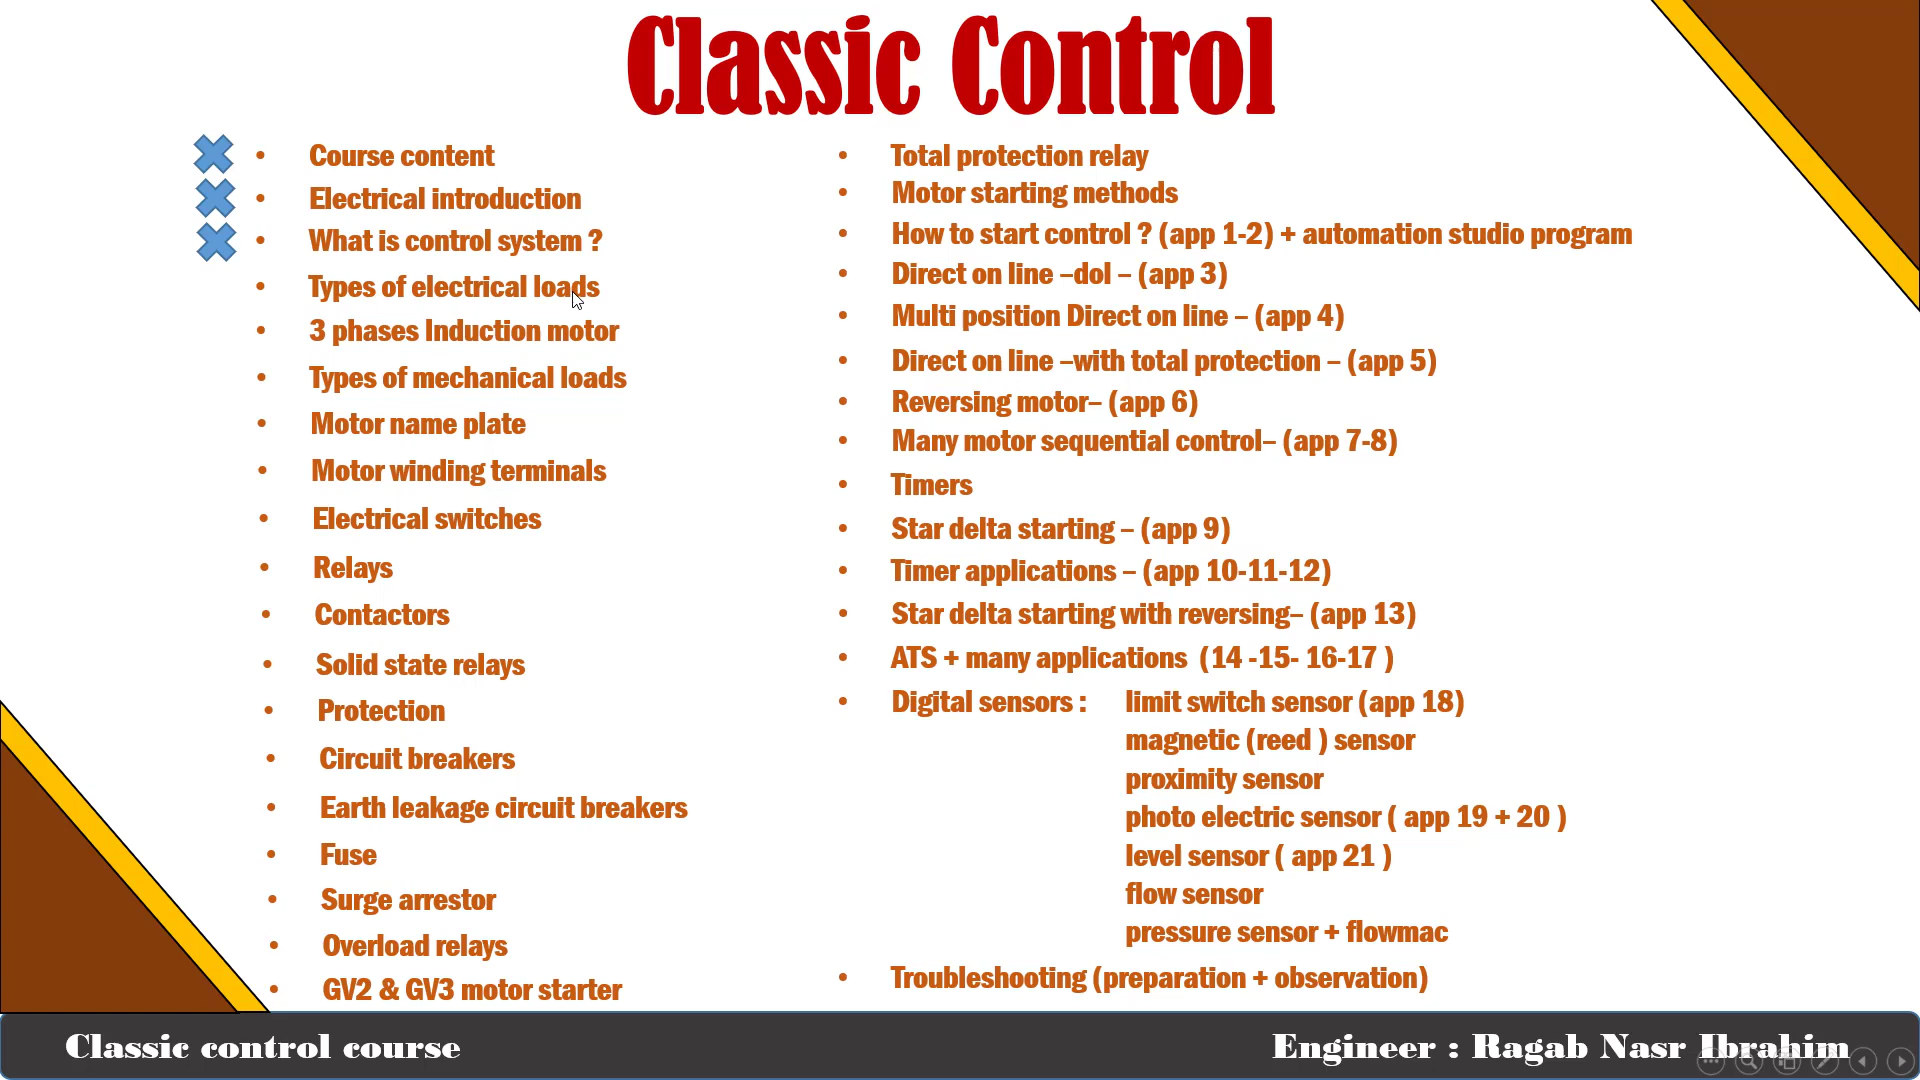 Classic Control
• Course content
• Electrical introduction
• What is control system ?
• Types of electrical loads
• 3 phases Induction motor
• Types of mechanical loads
• Motor name plate
• Motor winding terminals
• Electrical switches
• Relays
• Contactors
• Solid state relays
• Protection
• Circuit breakers
• Earth leakage circuit breakers
• Fuse
• Surge arrestor
• Overload relays
• GV2 & GV3 motor starter
• Total protection relay
• Motor starting methods
• How to start control ? (app 1-2) + automation studio program
• Direct on line –dol – (app 3)
• Multi position Direct on line – (app 4)
• Direct on line –with total protection – (app 5)
• Reversing motor– (app 6)
• Many motor sequential control– (app 7-8)
• Timers
• Star delta starting – (app 9)
• Timer applications – (app 10-11-12)
• Star delta starting with reversing– (app 13)
• ATS + many applications (14 -15- 16-17 )
• Digital sensors : limit switch sensor (app 18)
magnetic (reed ) sensor
proximity sensor
photo electric sensor ( app 19 + 20 )
level sensor ( app 21 )
flow sensor
pressure sensor + flowmac
• Troubleshooting (preparation + observation)
Classic control course
Engineer : Ragab Nasr Ibrahim